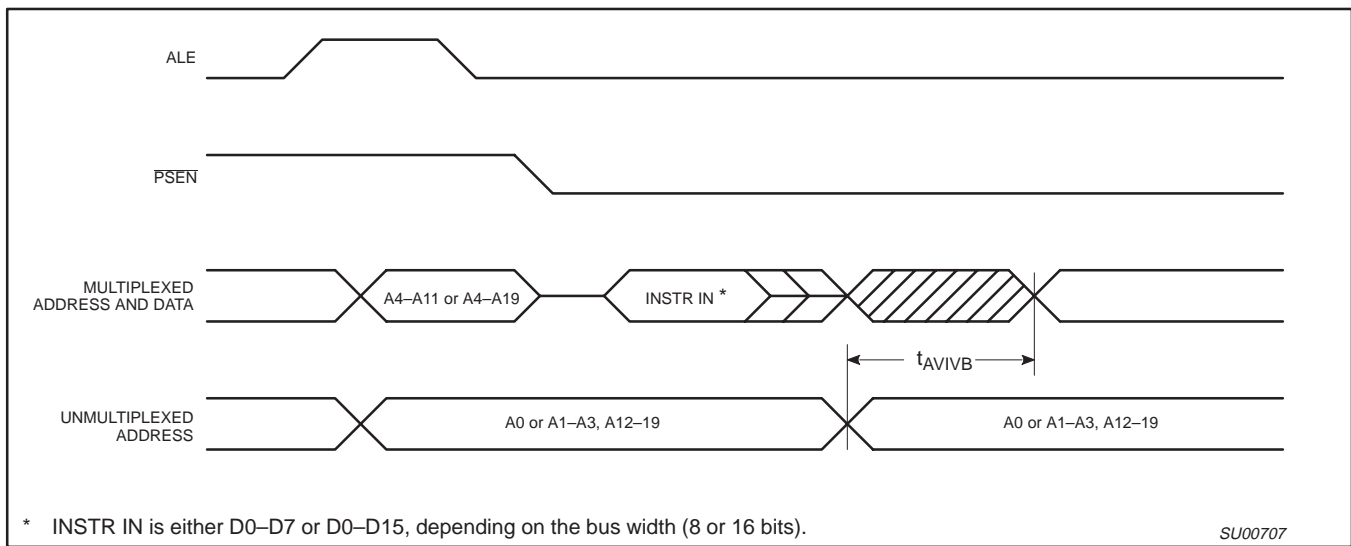 ALE
PSEN
MULTIPLEXED
ADDRESS AND DATA
A4–A11 or A4–A19
INSTR IN *
tAVIVB
UNMULTIPLEXED
ADDRESS
A0 or A1–A3, A12–19
A0 or A1–A3, A12–19
* INSTR IN is either D0–D7 or D0–D15, depending on the bus width (8 or 16 bits).
SU00707